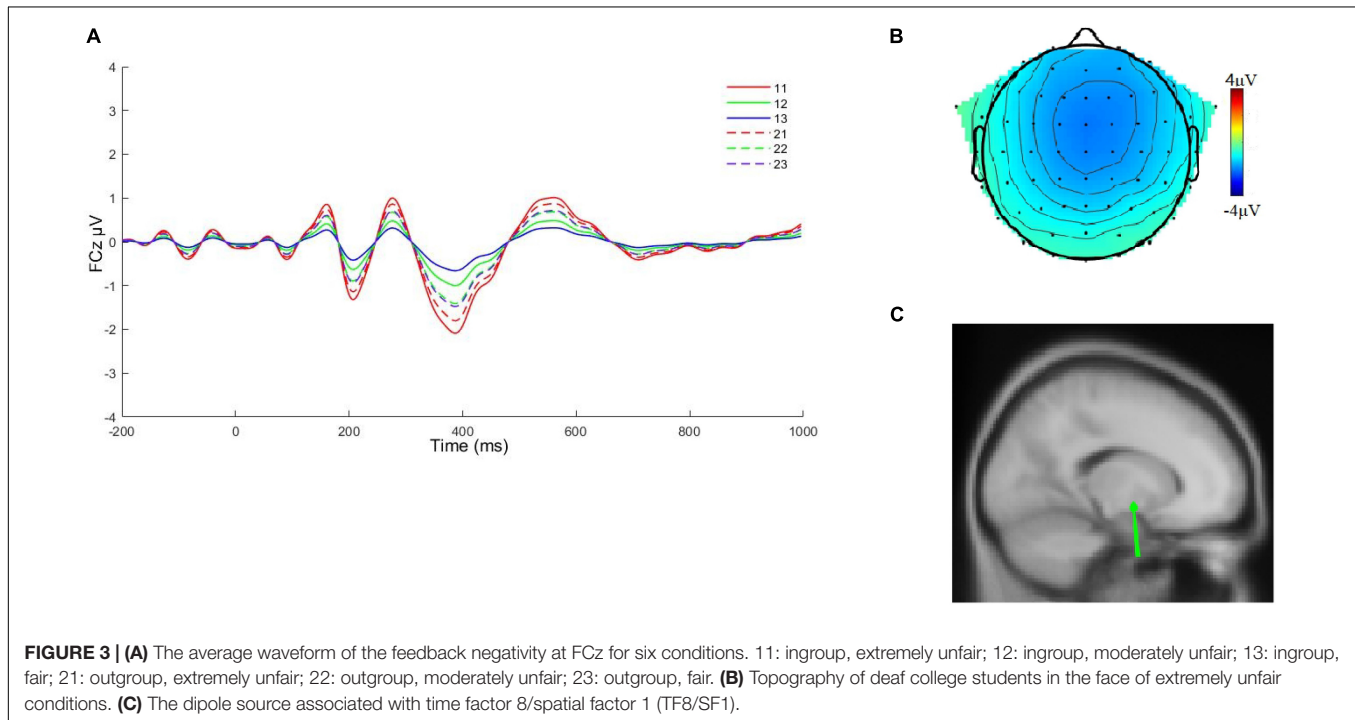 A
4
3
2
1
0
-1
-2
-3
-4
FCz µV
-200
0
200
400
600
800
1000
Time (ms)
11
12
13
21
22
23
B
4µV
-4µV
C
FIGURE 3 | (A) The average waveform of the feedback negativity at FCz for six conditions. 11: ingroup, extremely unfair; 12: ingroup, moderately unfair; 13: ingroup,
fair; 21: outgroup, extremely unfair; 22: outgroup, moderately unfair; 23: outgroup, fair. (B) Topography of deaf college students in the face of extremely unfair
conditions. (C) The dipole source associated with time factor 8/spatial factor 1 (TF8/SF1).